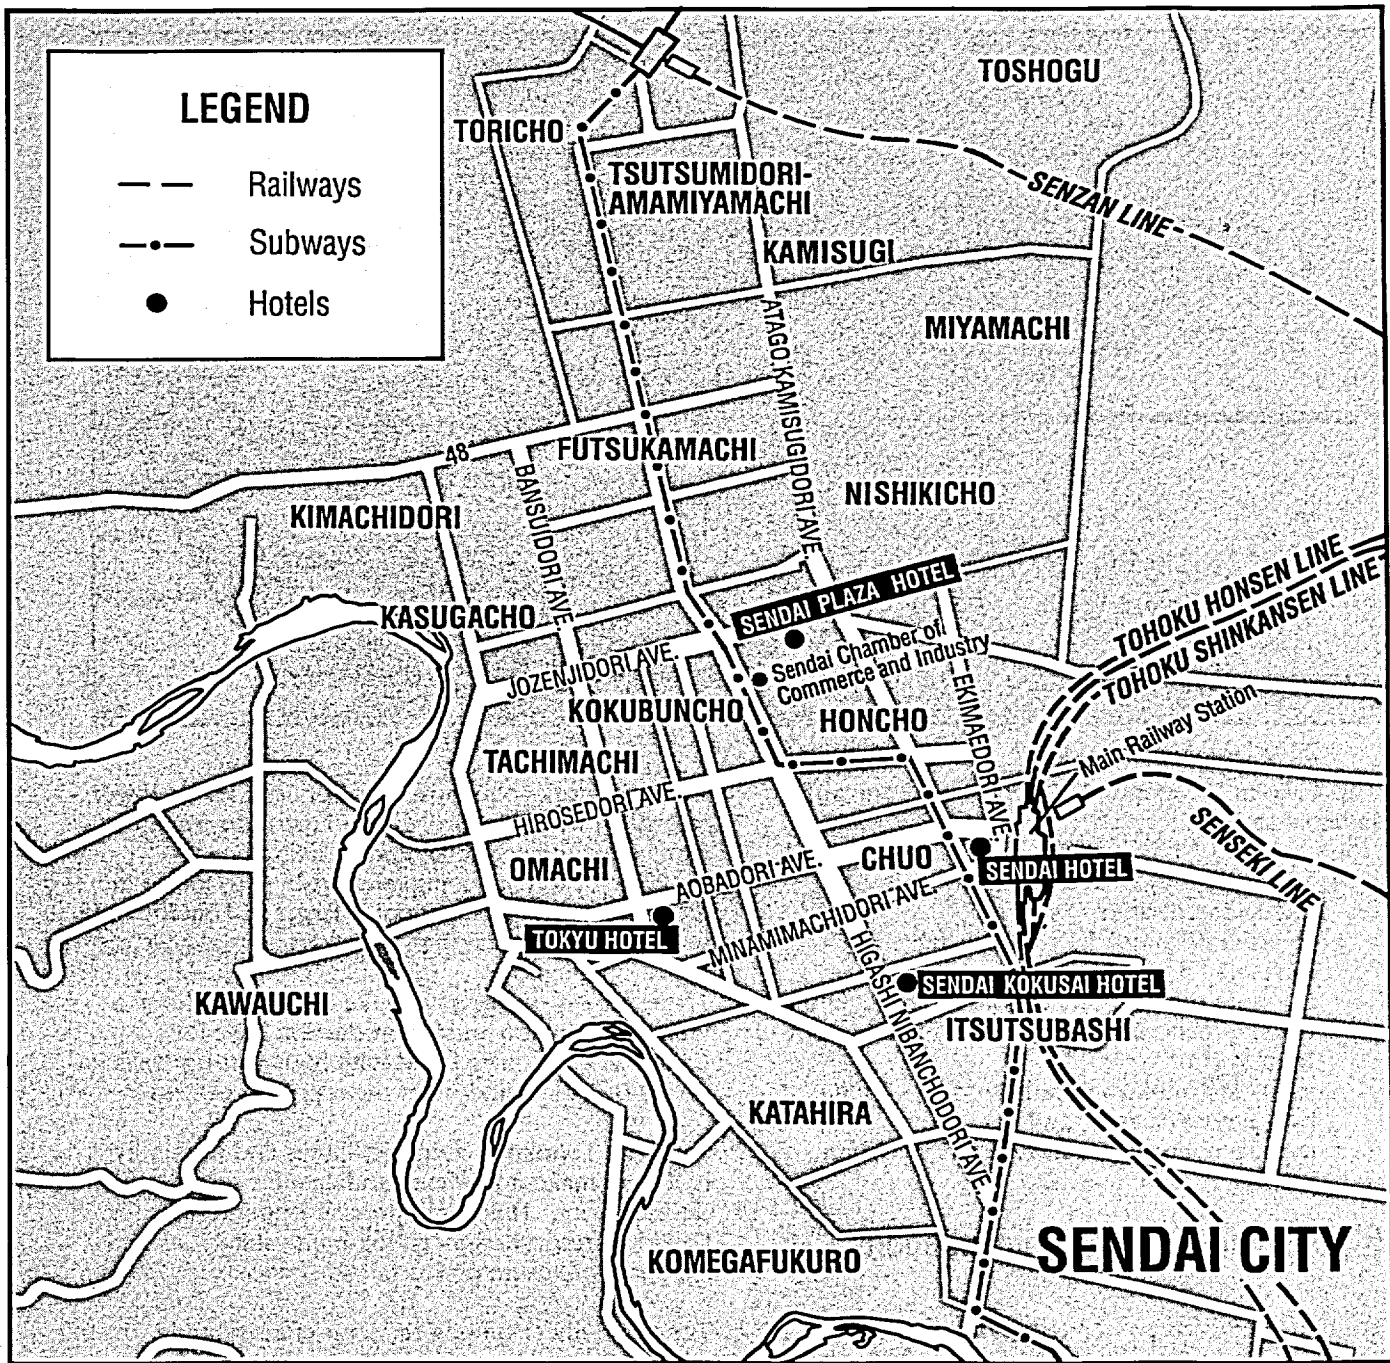 LEGEND
Railways
Subways
Hotels
TOSHOGU
TORICHO
TSUTSUMIDORI-
AMAMIYAMACHI
SENZAN LINE
KAMISUGI
MIYAMACHI
ATAGO KAMISUGIDORI AVE.
48
FUTSUKAMACHI
BANSUIDORI AVE.
NISHIKICHO
KIMACHIDORI
TOHOKU HONSEN LINE
TOHOKU SHINKANSEN LINE
SENDAI PLAZA HOTEL
KASUGACHO
Sendai Chamber of
Commerce and Industry
JOZENJIDORI AVE.
EKIMAEDORI AVE.
KOKUBUNCHO
HONCHO
Main Railway Station
TACHIMACHI
HIROSEDORI AVE.
SENSEKI LINE
OMACHI
AOBADORI AVE.
CHUO
SENDAI HOTEL
MINAMIMACHIDORI AVE.
TOKYU HOTEL
HIGASHI NIBANCHODORI AVE.
SENDAI KOKUSAI HOTEL
KAWAUCHI
ITSUTSUBASHI
KATAHIRA
KOMEGAFUKURO
SENDAI CITY